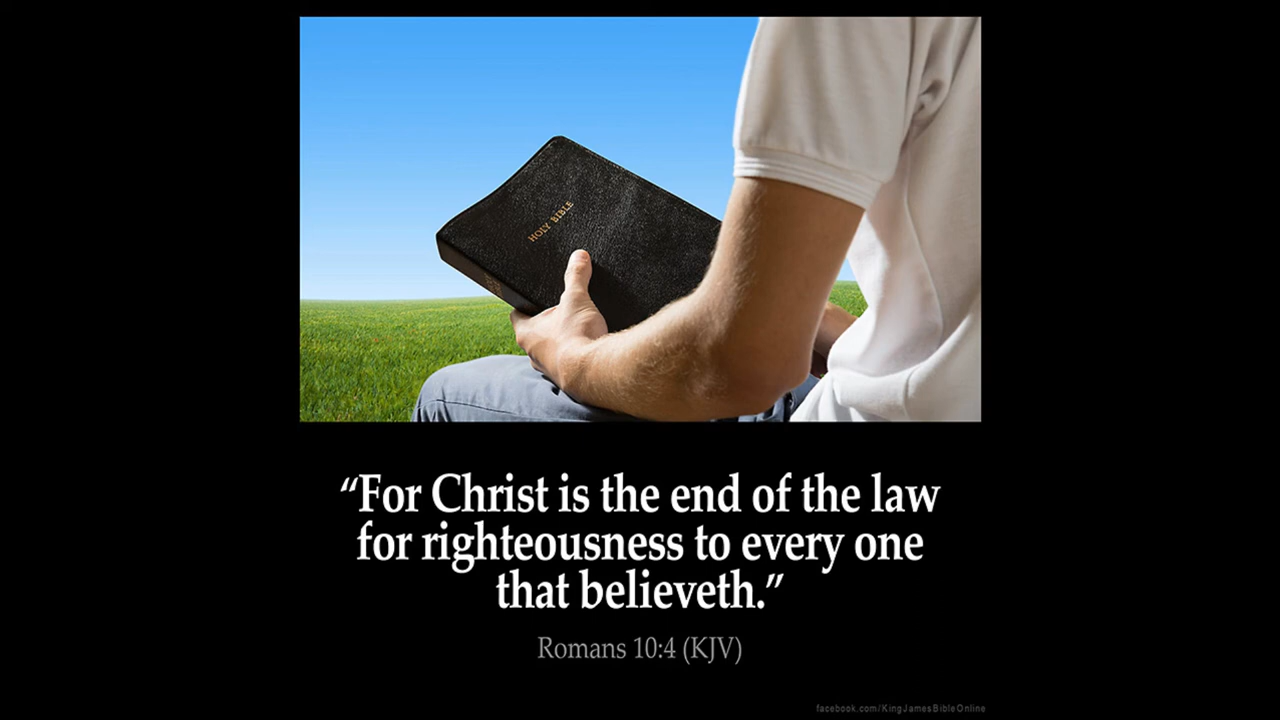 HOLY BIBLE
“For Christ is the end of the law
for righteousness to every one
that believeth.”
Romans 10:4 (KJV)
facebook.com/KingJamesBibleOnline